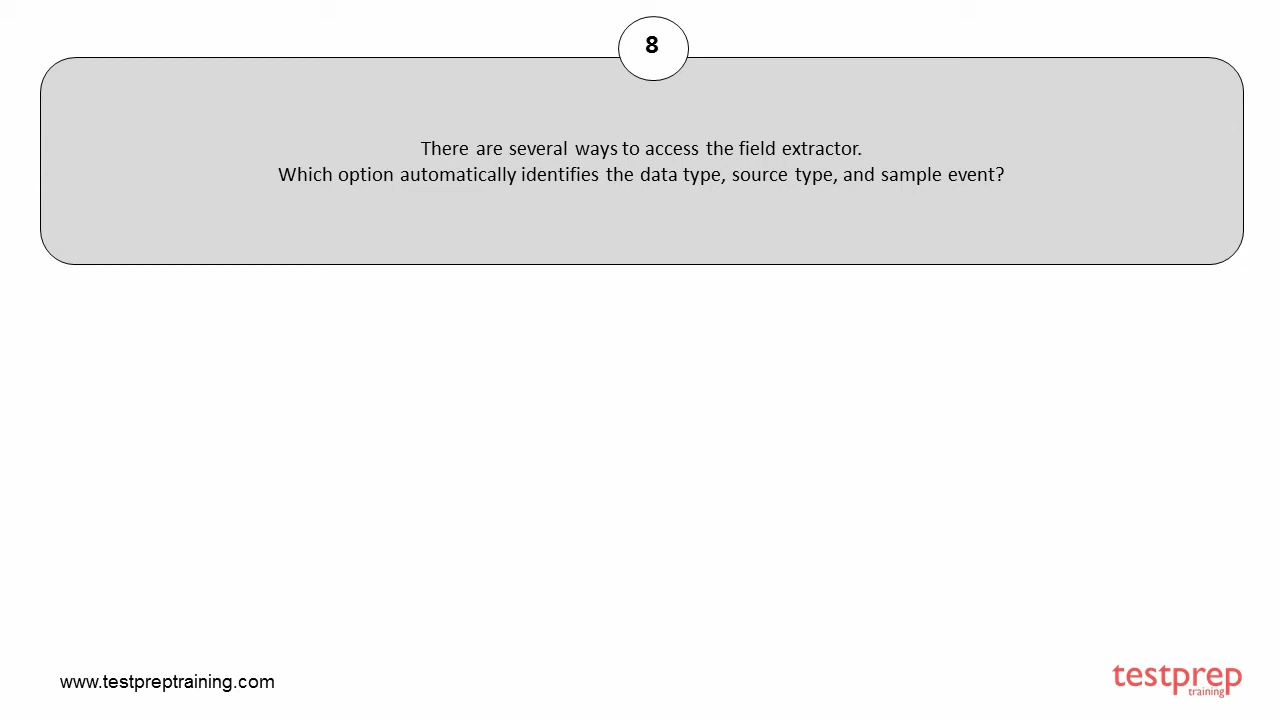 8
There are several ways to access the field extractor.
Which option automatically identifies the data type, source type, and sample event?
www.testpreptraining.com
testprep
training